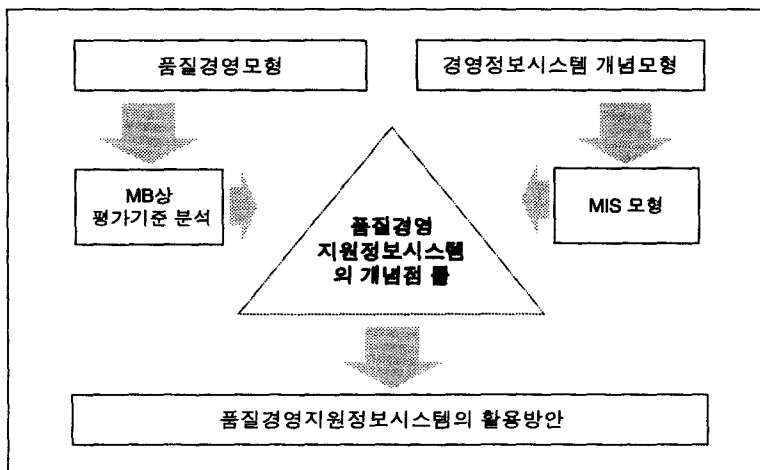 품질경영모형
경영정보시스템 개념모형
MB상
평가기준 분석
MIS 모형
품질경영
지원정보시스템
의 개념점 틀
품질경영지원정보시스템의 활용방안